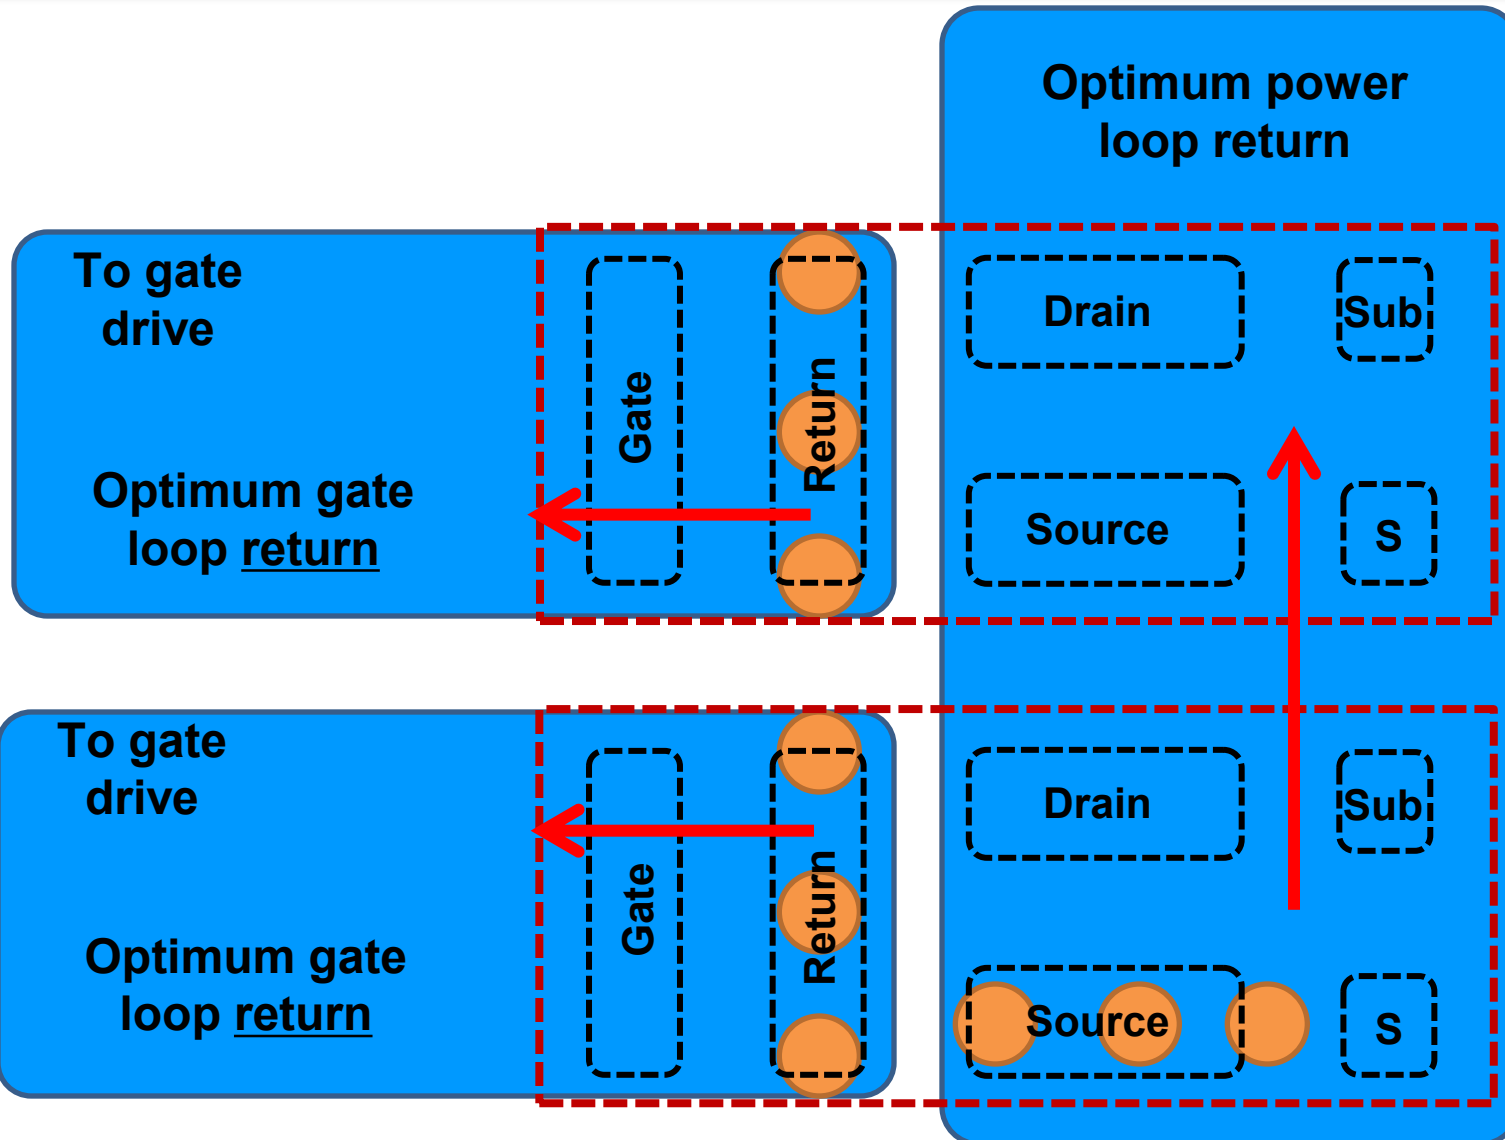 Optimum power
loop return
To gate
drive
Optimum gate
loop return
Gate
Return
Drain
Sub
Source
S
To gate
drive
Optimum gate
loop return
Gate
Return
Drain
Sub
Source
S